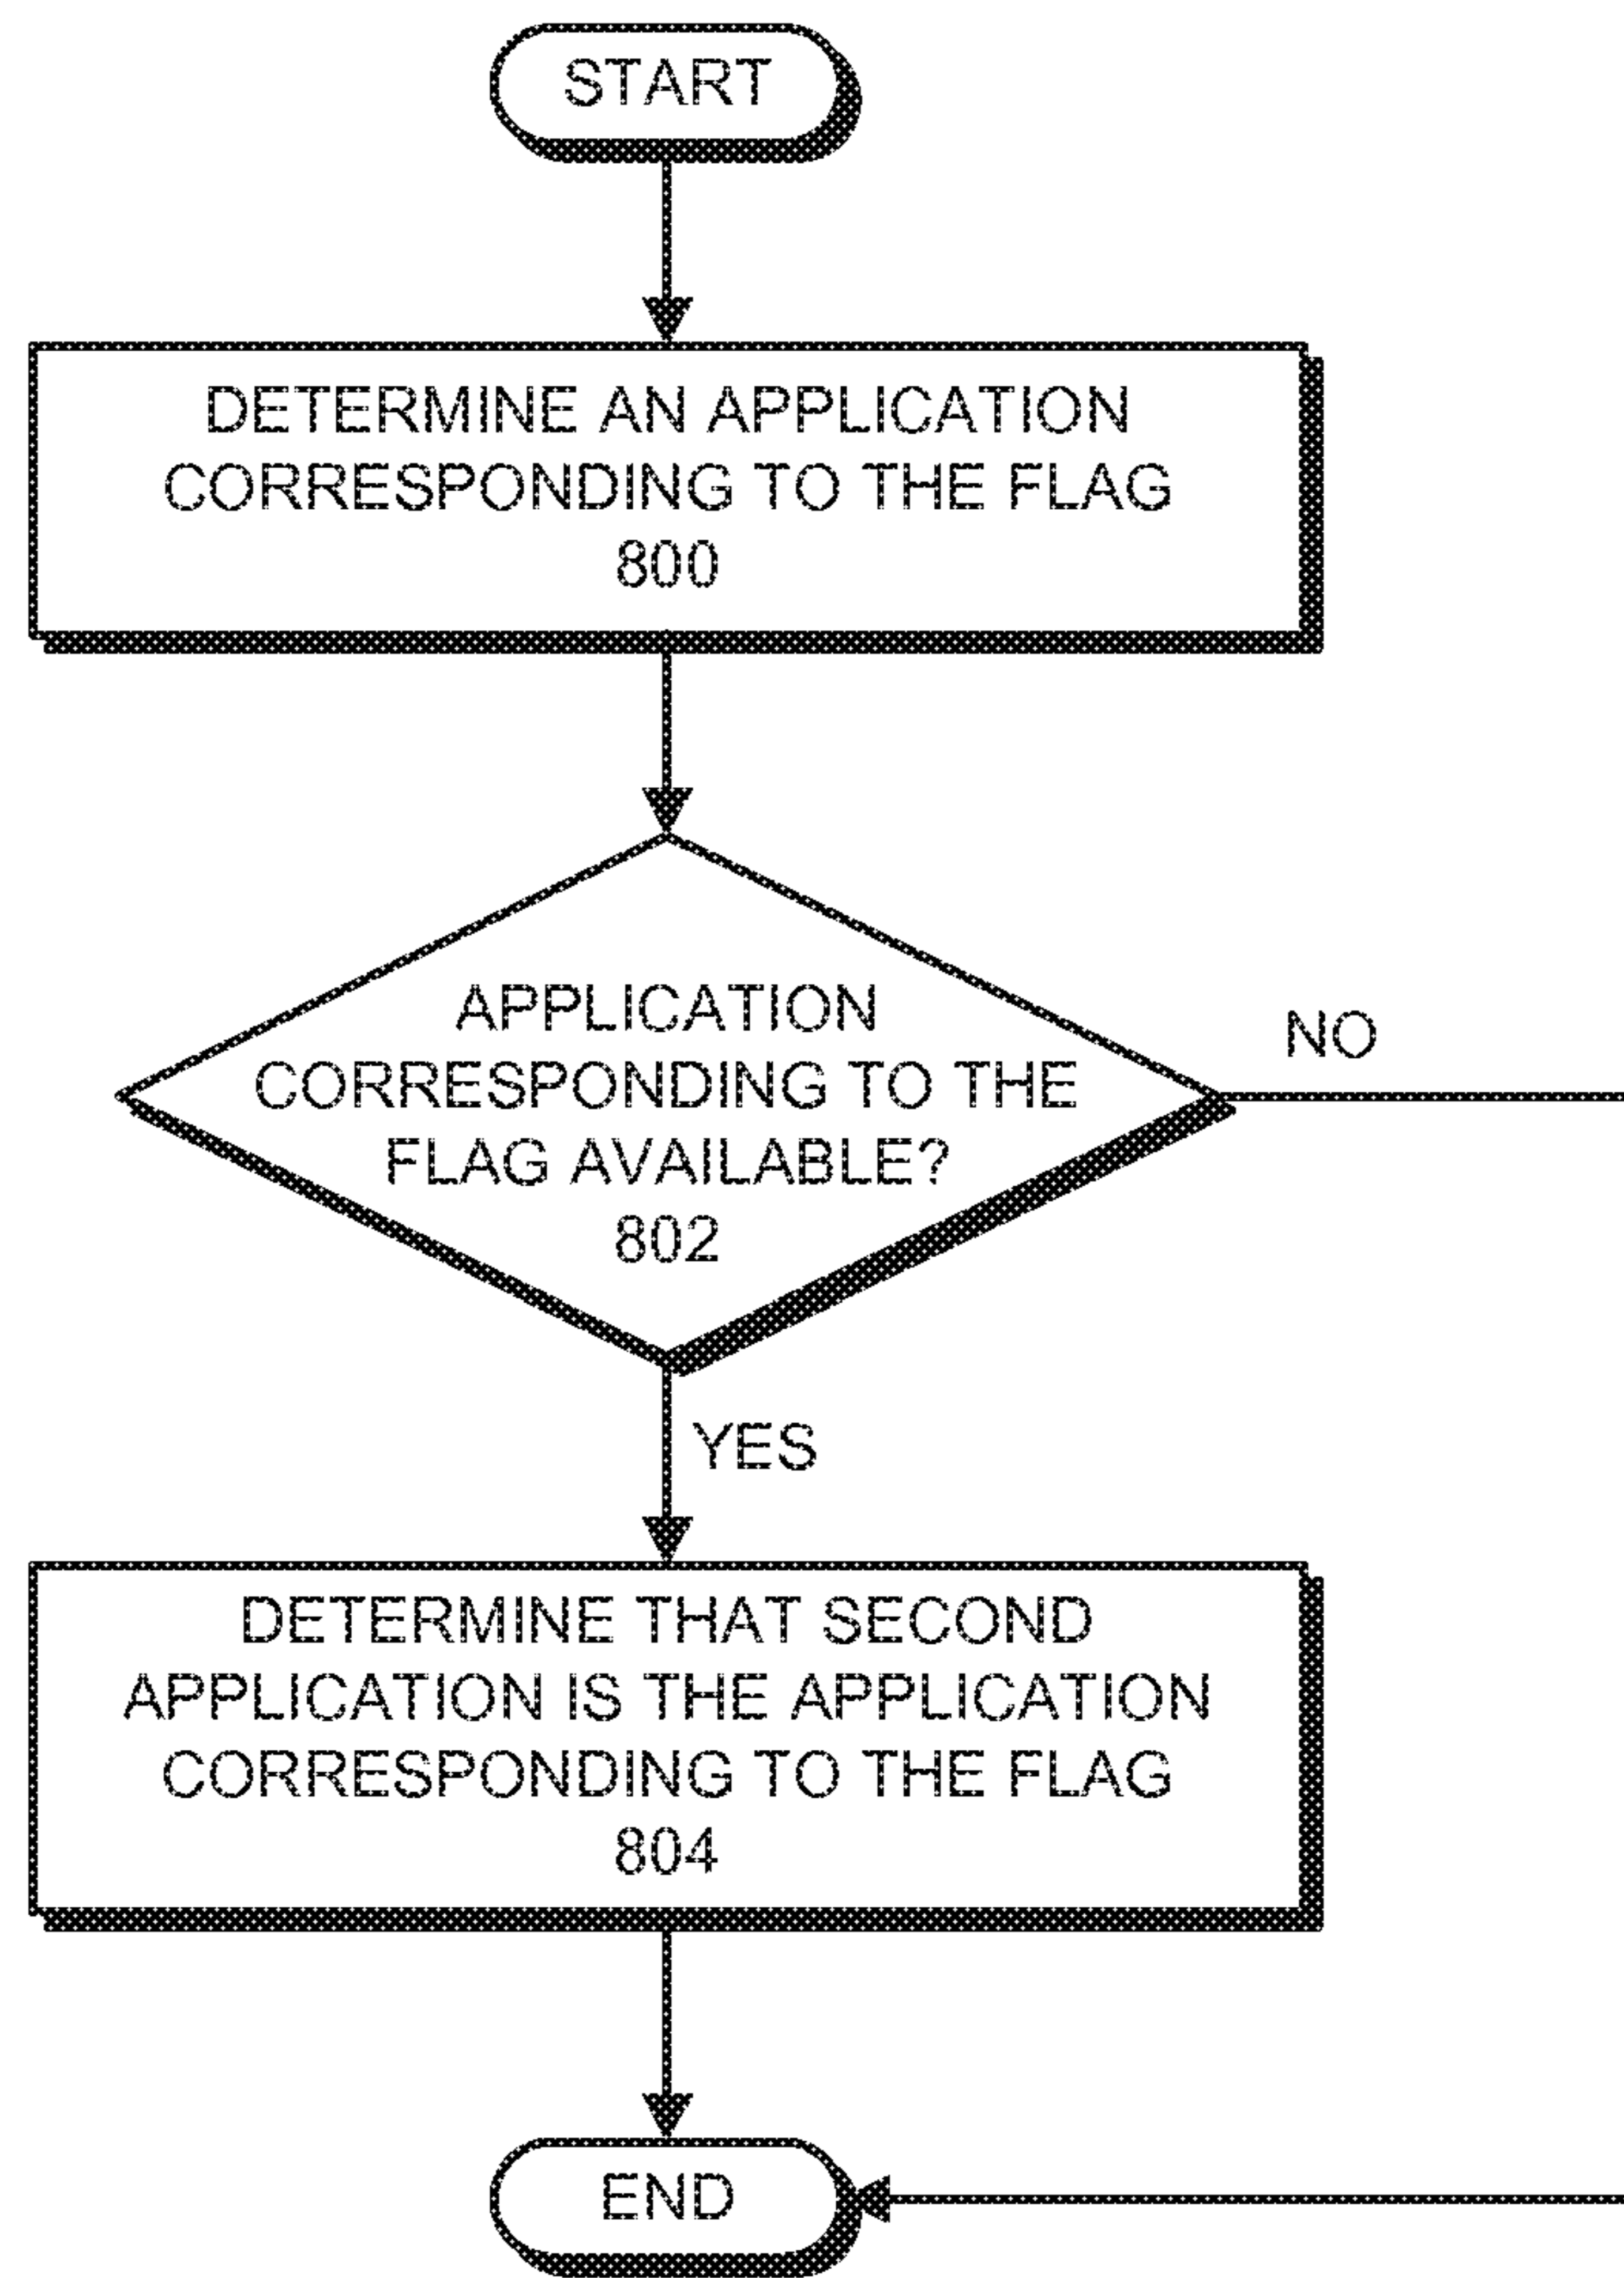 START
DETERMINE AN APPLICATION
CORRESPONDING TO THE FLAG
800
APPLICATION
CORRESPONDING TO THE
FLAG AVAILABLE?
802
NO
YES
DETERMINE THAT SECOND
APPLICATION IS THE APPLICATION
CORRESPONDING TO THE FLAG
804
END